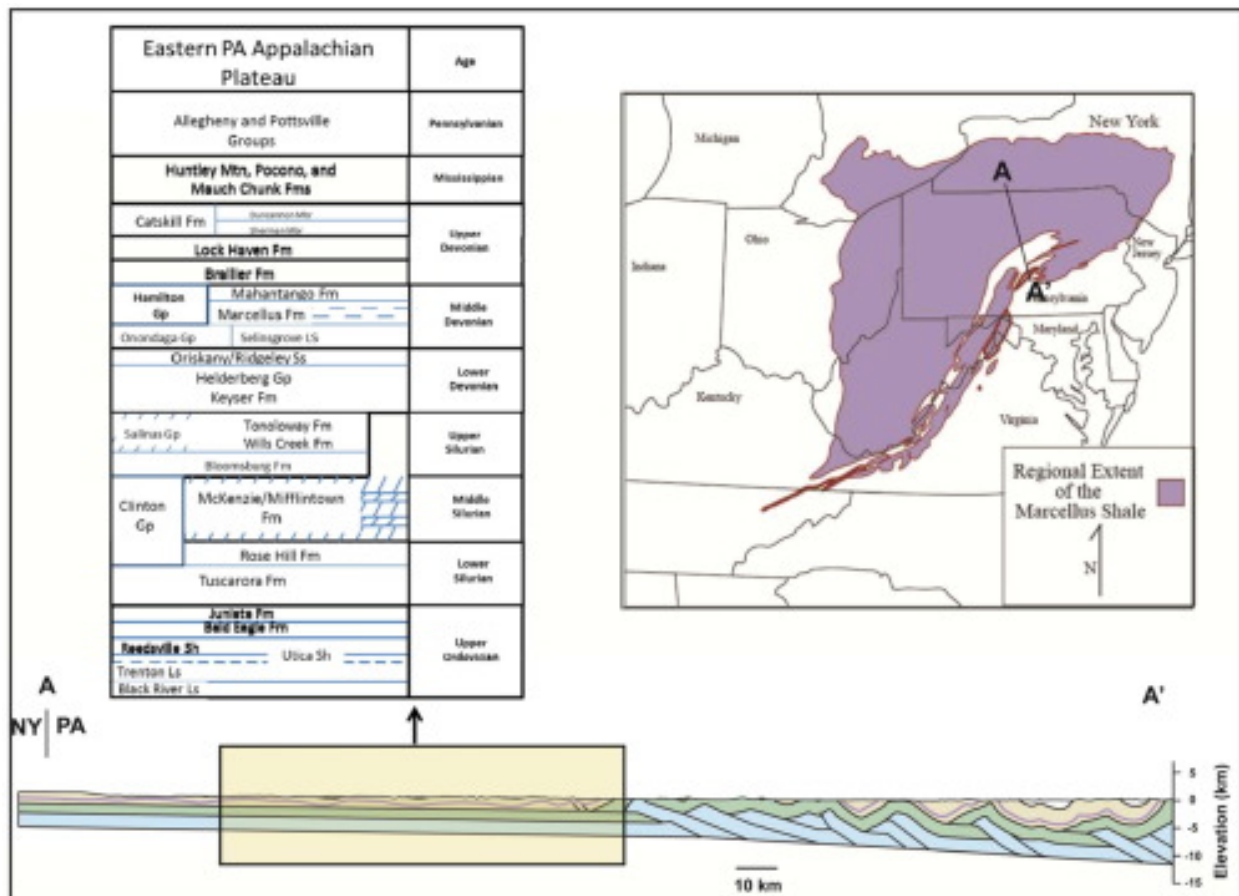 Eastern PA Appalachian
Plateau
Age
Allegheny and Pottsville
Groups
Pennsylvanian
Huntley Mtn, Pocono, and
Mauch Chunk Fms
Mississippian
Catskill Fm
Duncannon Mbr
Sherman Mbr
Upper
Devonian
Lock Haven Fm
Brallier Fm
Hamilton
Gp
Mahantango Fm
Marcellus Fm
Middle
Devonian
Onondaga Gp
Selinsgrove LS
Oriskany/Ridgeley Ss
Helderberg Gp
Keyser Fm
Lower
Devonian
Salinas Gp
Tonoloway Fm
Wills Creek Fm
Bloomsburg Fm
Upper
Silurian
Clinton
Gp
McKenzie/Mifflintown
Fm
Middle
Silurian
Rose Hill Fm
Tuscarora Fm
Lower
Silurian
Juniata Fm
Bald Eagle Fm
Reedsville Sh
Utica Sh
Trenton Ls
Black River Ls
Upper
Ordovician
New York
Michigan
A
Ohio
New
Jersey
Indiana
A'
Maryland
Kentucky
Virginia
Regional Extent
of the
Marcellus Shale
N
A
A'
NY PA
5
0
-5
-10
-15
Elevation (km)
10 km